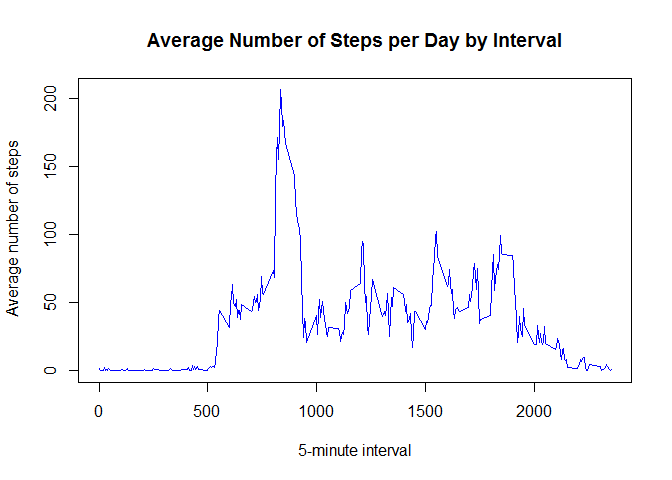 Average Number of Steps per Day by Interval
Average number of steps
200
150
100
50
0
0 500 1000 1500 2000
5-minute interval